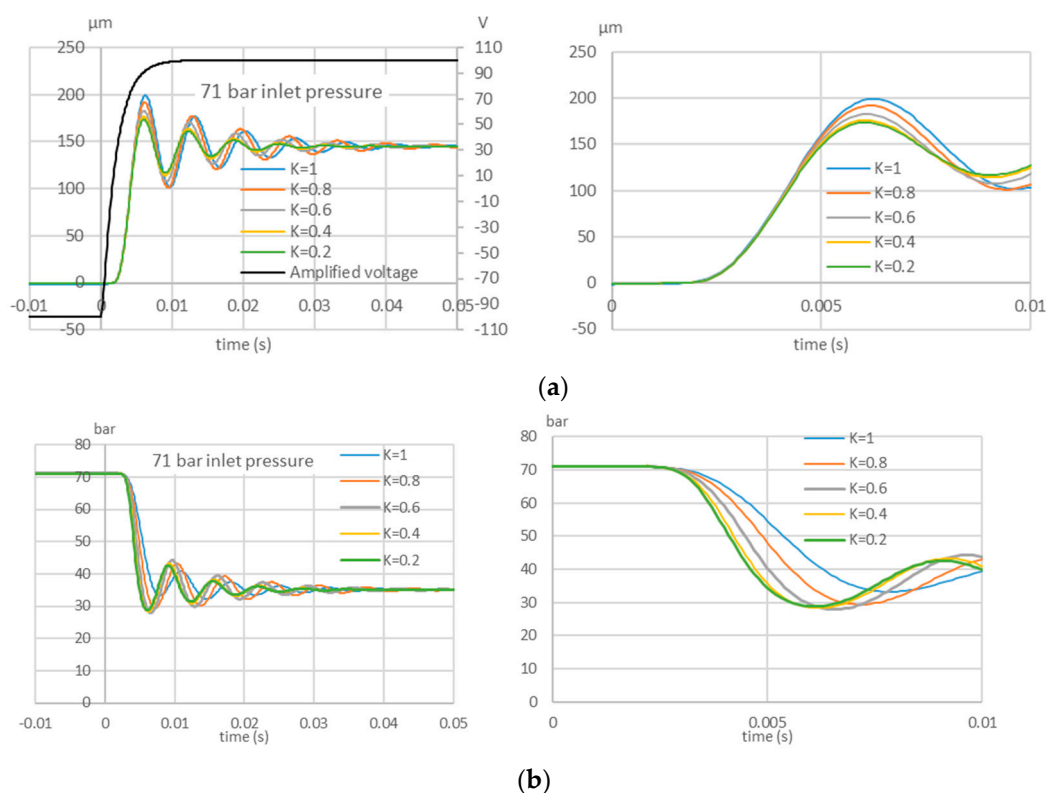 µm
V
250
200
150
100
50
0
-50
110
90
70
50
30
10
-10
-30
-50
-70
-90
-110
71 bar inlet pressure
K=1
K=0.8
K=0.6
K=0.4
K=0.2
Amplified voltage
-0.01
0
0.01
0.02
0.03
0.04
0.05
time (s)
µm
250
200
150
100
50
0
-50
K=1
K=0.8
K=0.6
K=0.4
K=0.2
0
0.005
0.01
time (s)
(a)
bar
80
70
60
50
40
30
20
10
0
71 bar inlet pressure
K=1
K=0.8
K=0.6
K=0.4
K=0.2
-0.01
0
0.01
0.02
0.03
0.04
0.05
time (s)
bar
80
70
60
50
40
30
20
10
0
K=1
K=0.8
K=0.6
K=0.4
K=0.2
0
0.005
0.01
time (s)
(b)